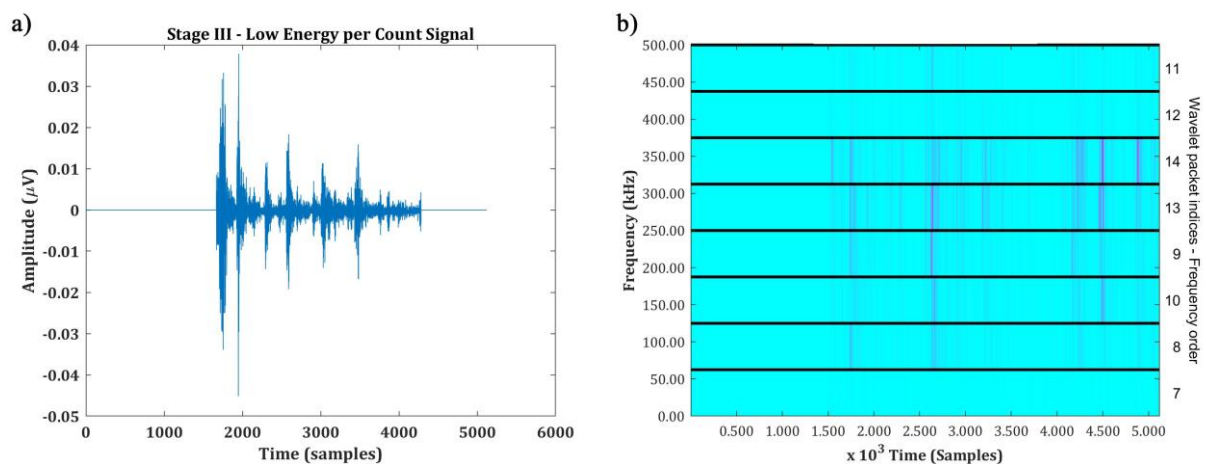 a)
Stage III - Low Energy per Count Signal
0.04
0.03
0.02
0.01
0
-0.01
-0.02
-0.03
-0.04
-0.05
Amplitude (μV)
0 1000 2000 3000 4000 5000 6000
Time (samples)
b)
500.00
450.00
400.00
350.00
300.00
250.00
200.00
150.00
100.00
50.00
0.00
Frequency (kHz)
0.500 1.000 1.500 2.000 2.500 3.000 3.500 4.000 4.500 5.000
x 10³ Time (Samples)
11
12
14
13
9
10
8
7
Wavelet packet indices - Frequency order